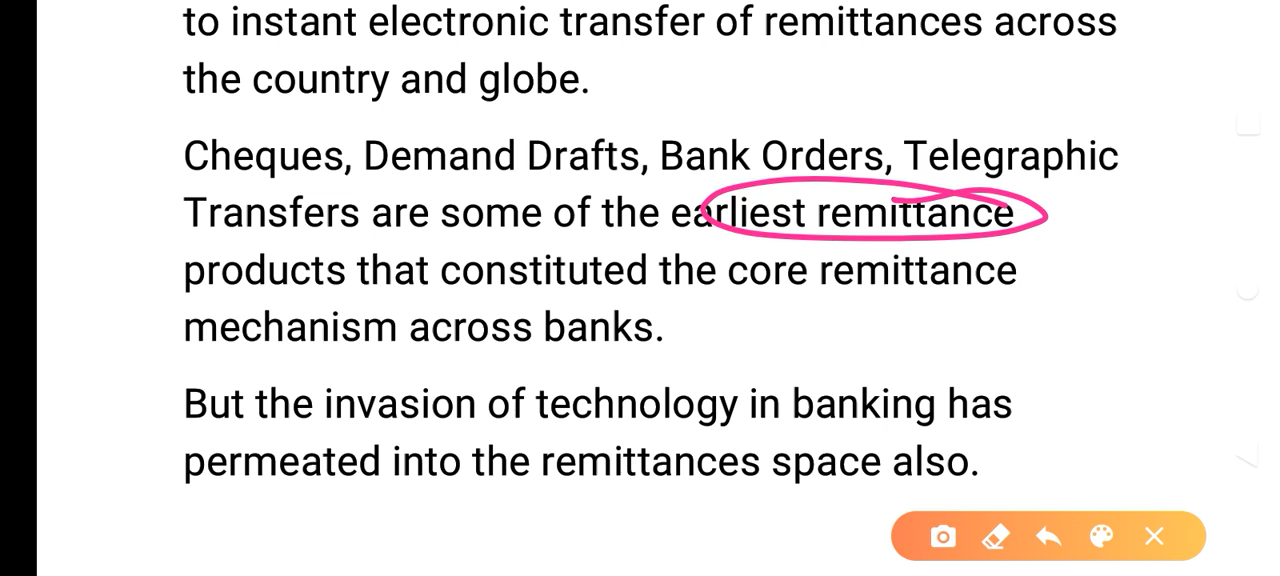 to instant electronic transfer of remittances across
the country and globe.
Cheques, Demand Drafts, Bank Orders, Telegraphic
Transfers are some of the earliest remittance
products that constituted the core remittance
mechanism across banks.
But the invasion of technology in banking has
permeated into the remittances space also.